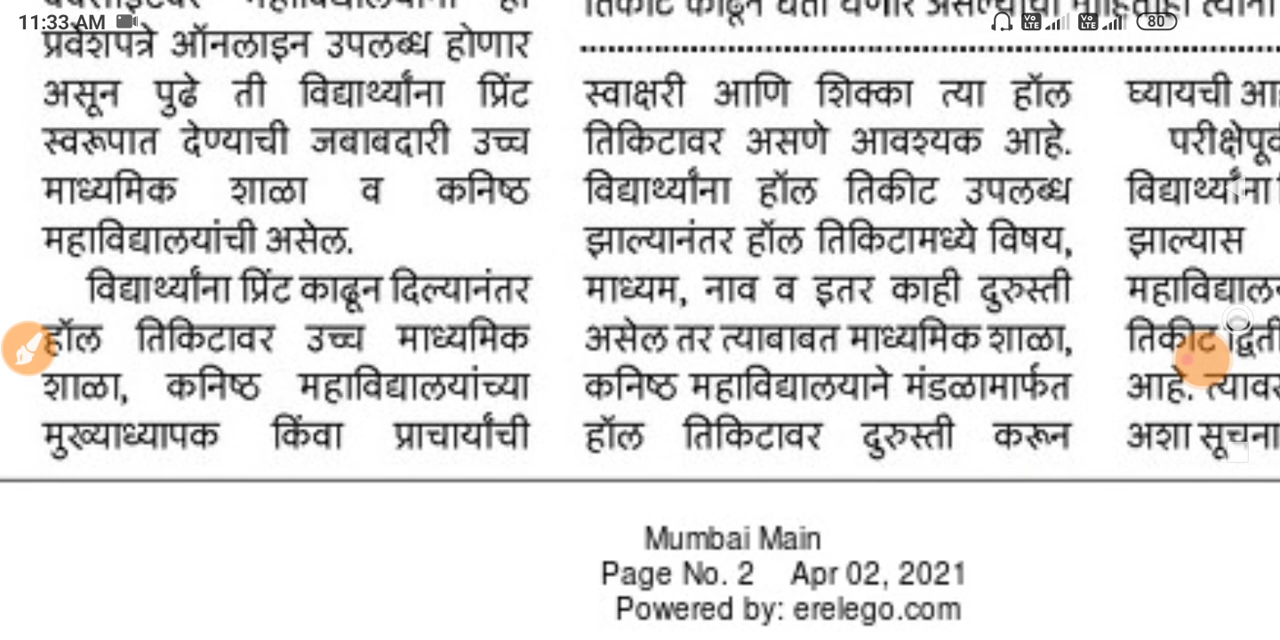 11:33 AM
80
प्रवेशपत्रे ऑनलाइन उपलब्ध होणार
असून पुढे ती विद्यार्थ्यांना प्रिंट
स्वरूपात देण्याची जबाबदारी उच्च
माध्यमिक शाळा व कनिष्ठ
महाविद्यालयांची असेल.
विद्यार्थ्यांना प्रिंट काढून दिल्यानंतर
हॉल तिकिटावर उच्च माध्यमिक
शाळा, कनिष्ठ महाविद्यालयांच्या
मुख्याध्यापक किंवा प्राचार्यांची
स्वाक्षरी आणि शिक्का त्या हॉल
तिकिटावर असणे आवश्यक आहे.
विद्यार्थ्यांना हॉल तिकीट उपलब्ध
झाल्यानंतर हॉल तिकिटामध्ये विषय,
माध्यम, नाव व इतर काही दुरुस्ती
असेल तर त्याबाबत माध्यमिक शाळा,
कनिष्ठ महाविद्यालयाने मंडळामार्फत
हॉल तिकिटावर दुरुस्ती करून
घ्यायची
विद्यार्थ्यांना
झाल्यास
तिकीट
आहे.
अशा सूचना
Mumbai Main
Page No. 2 Apr 02, 2021
Powered by: erelego.com